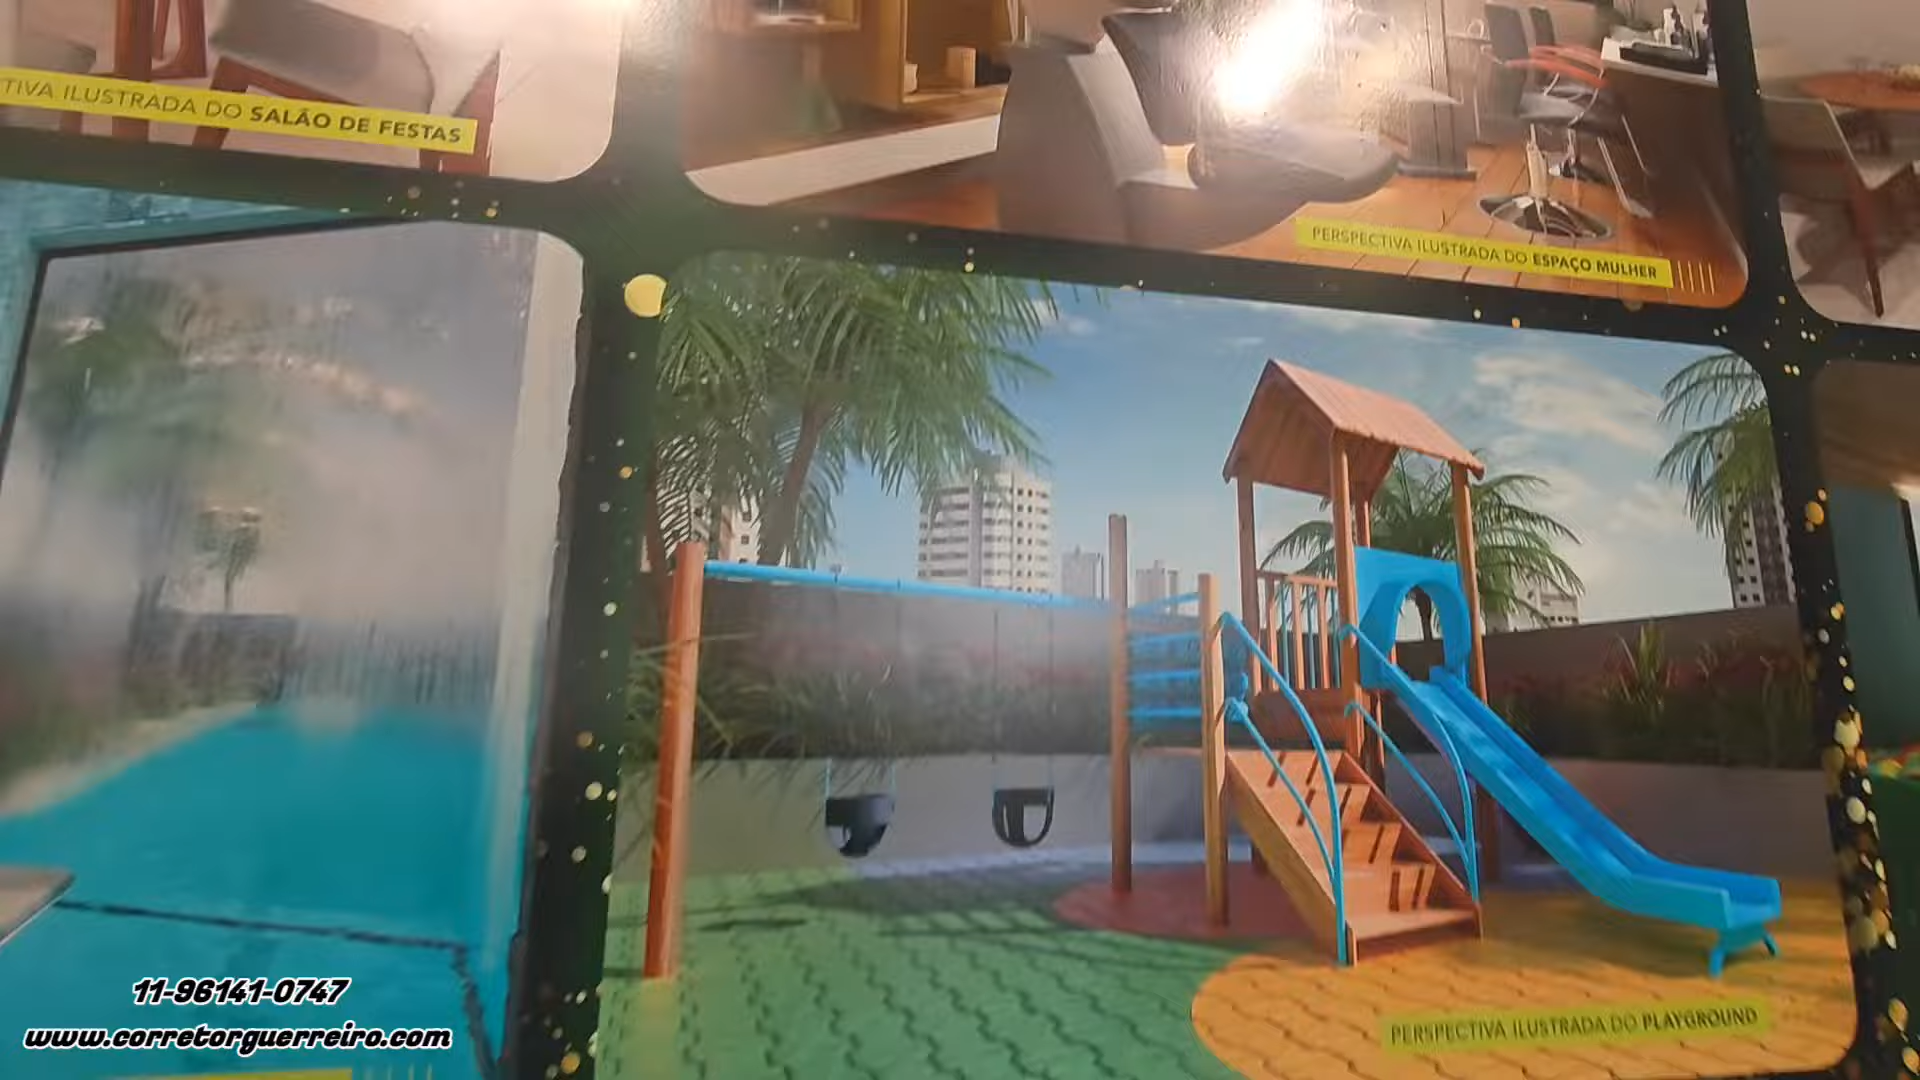 TIVA ILUSTRADA DO SALÃO DE FESTAS
PERSPECTIVA ILUSTRADA DO ESPAÇO MULHER
PERSPECTIVA ILUSTRADA DO PLAYGROUND
11-96141-0747
www.corretorguerreiro.com